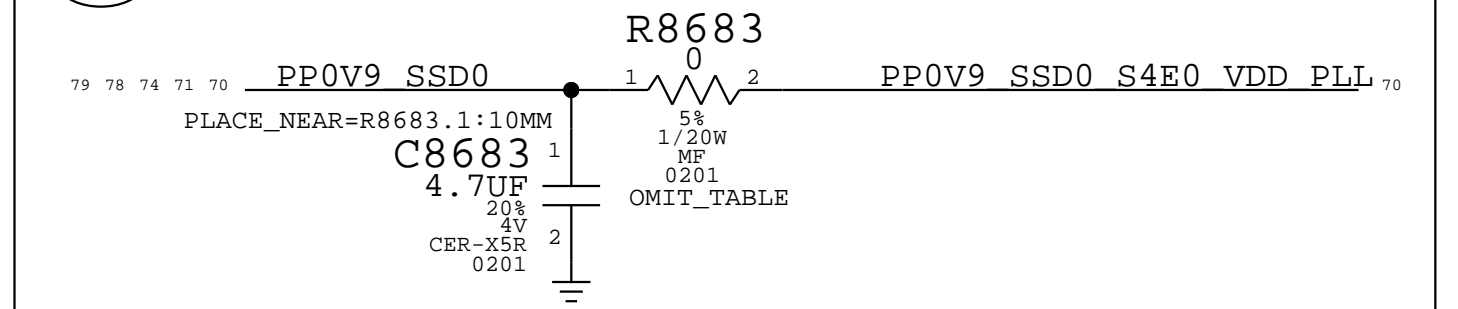 R8683
0
79 78 74 71 70 PP0V9_SSD0 1 2 PP0V9_SSD0_S4E0_VDD_PLL 70
PLACE_NEAR=R8683.1:10MM
5%
1/20W
MF
0201
OMIT_TABLE
C8683 1
4.7UF
20%
4V
CER-X5R 2
0201